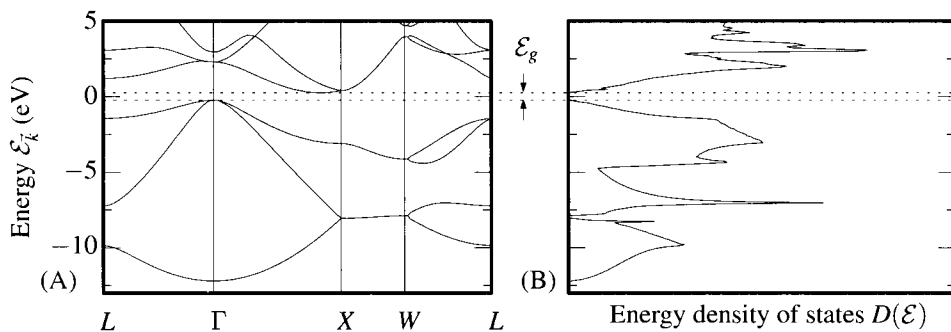 5
0
−5
−10
Energy ℰ_k⃗ (eV)
(A)
L Γ X W L
ℰ_g
(B)
Energy density of states D(ℰ)